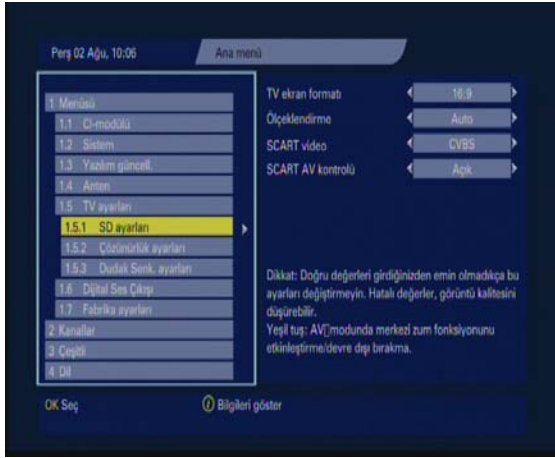 Perş 02 Ağu, 10:06
Ana menü
1 Menüsü
1.1 CI-modülü
1.2 Sistem
1.3 Yazılım güncell.
1.4 Anten
1.5 TV ayarları
1.5.1 SD ayarları
1.5.2 Çözünürlük ayarları
1.5.3 Dudak Senk. ayarları
1.6 Dijital Ses Çıkışı
1.7 Fabrika ayarları
2 Kanallar
3 Çeşitli
4 Dil
TV ekran formatı 16:9
Ölçeklendirme Auto
SCART video CVBS
SCART AV kontrolü Açık
Dikkat: Doğru değerleri girdiğinizden emin olmadıkça bu
ayarları değiştirmeyin. Hatalı değerler, görüntü kalitesini
düşürebilir.
Yeşil tuş: AV▯modunda merkezi zum fonksiyonunu
etkinleştirme/devre dışı bırakma.
OK Seç
i Bilgileri göster